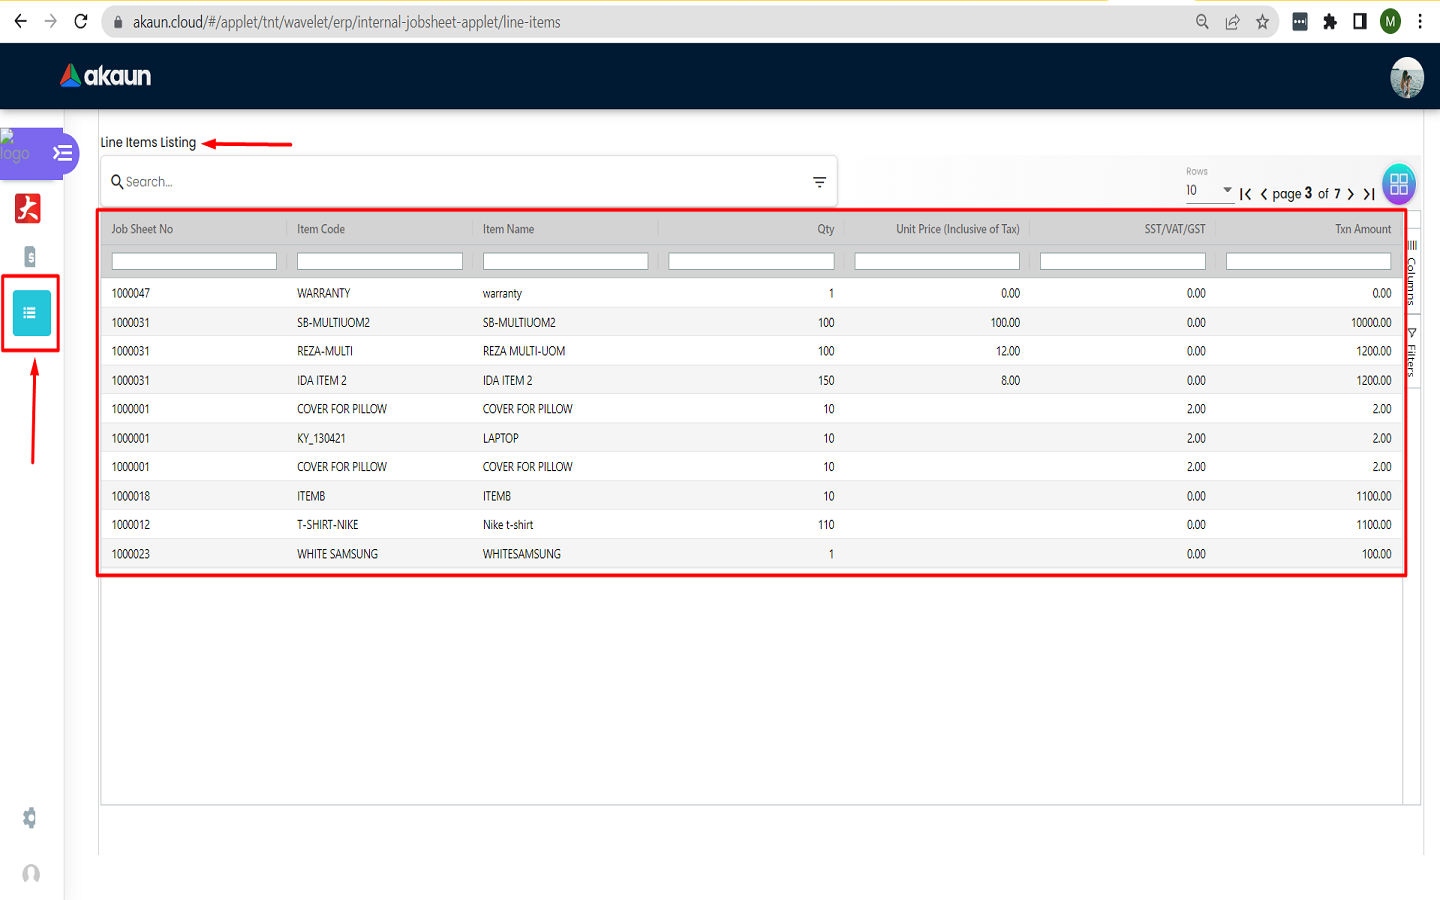 akaun.cloud/#/applet/tnt/wavelet/erp/internal-jobsheet-applet/line-items
M
akaun
logo
Line Items Listing
Search...
Rows
10
page 3 of 7
Job Sheet No Item Code Item Name Qty Unit Price (Inclusive of Tax) SST/VAT/GST Txn Amount
1000047 WARRANTY warranty 1 0.00 0.00 0.00
1000031 SB-MULTIUOM2 SB-MULTIUOM2 100 100.00 0.00 10000.00
1000031 REZA-MULTI REZA MULTI-UOM 100 12.00 0.00 1200.00
1000031 IDA ITEM 2 IDA ITEM 2 150 8.00 0.00 1200.00
1000001 COVER FOR PILLOW COVER FOR PILLOW 10 2.00 2.00
1000001 KY_130421 LAPTOP 10 2.00 2.00
1000001 COVER FOR PILLOW COVER FOR PILLOW 10 2.00 2.00
1000018 ITEMB ITEMB 10 0.00 1100.00
1000012 T-SHIRT-NIKE Nike t-shirt 110 0.00 1100.00
1000023 WHITE SAMSUNG WHITESAMSUNG 1 0.00 100.00
Columns
Filters